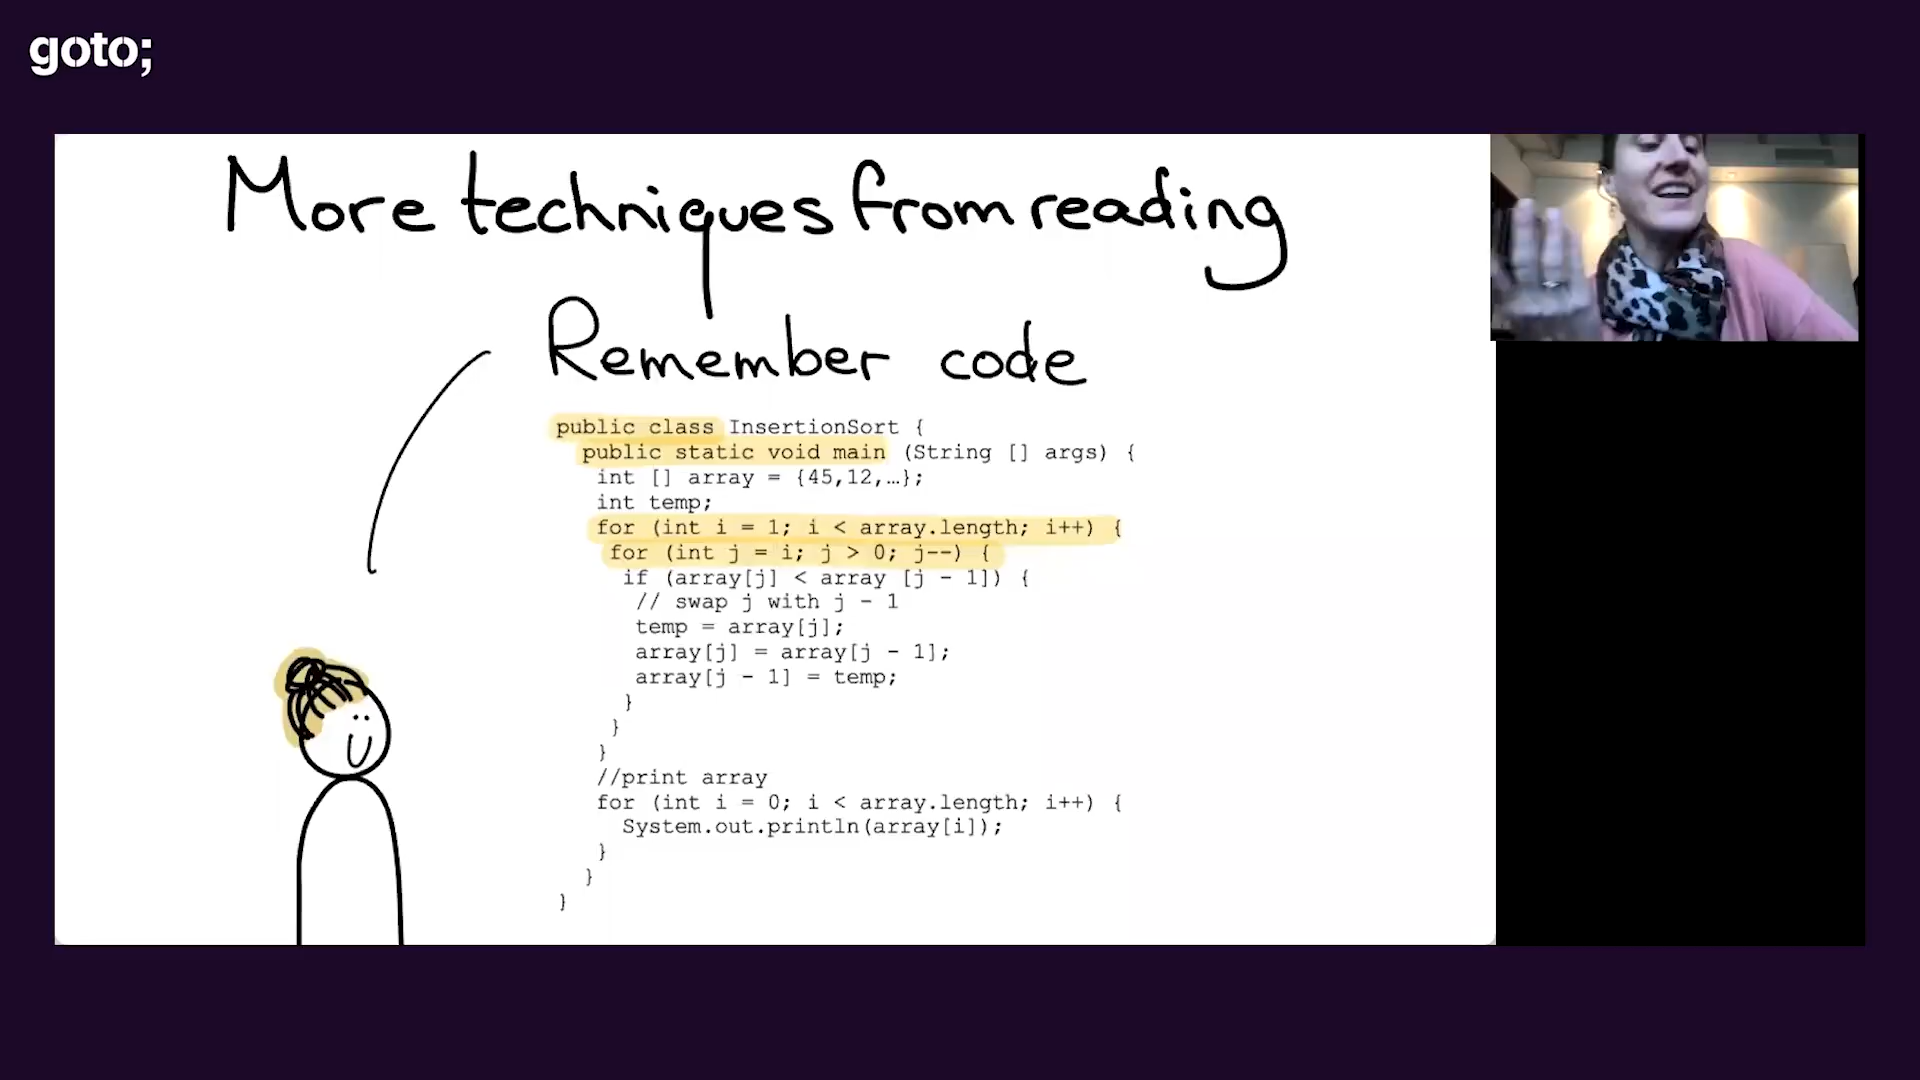 goto;
More techniques from reading
Remember code
public class InsertionSort {
public static void main (String [] args) {
int [] array = {45,12,…};
int temp;
for (int i = 1; i < array.length; i++) {
for (int j = i; j > 0; j--) {
if (array[j] < array [j - 1]) {
// swap j with j - 1
temp = array[j];
array[j] = array[j - 1];
array[j - 1] = temp;
}
}
}
//print array
for (int i = 0; i < array.length; i++) {
System.out.println(array[i]);
}
}
}